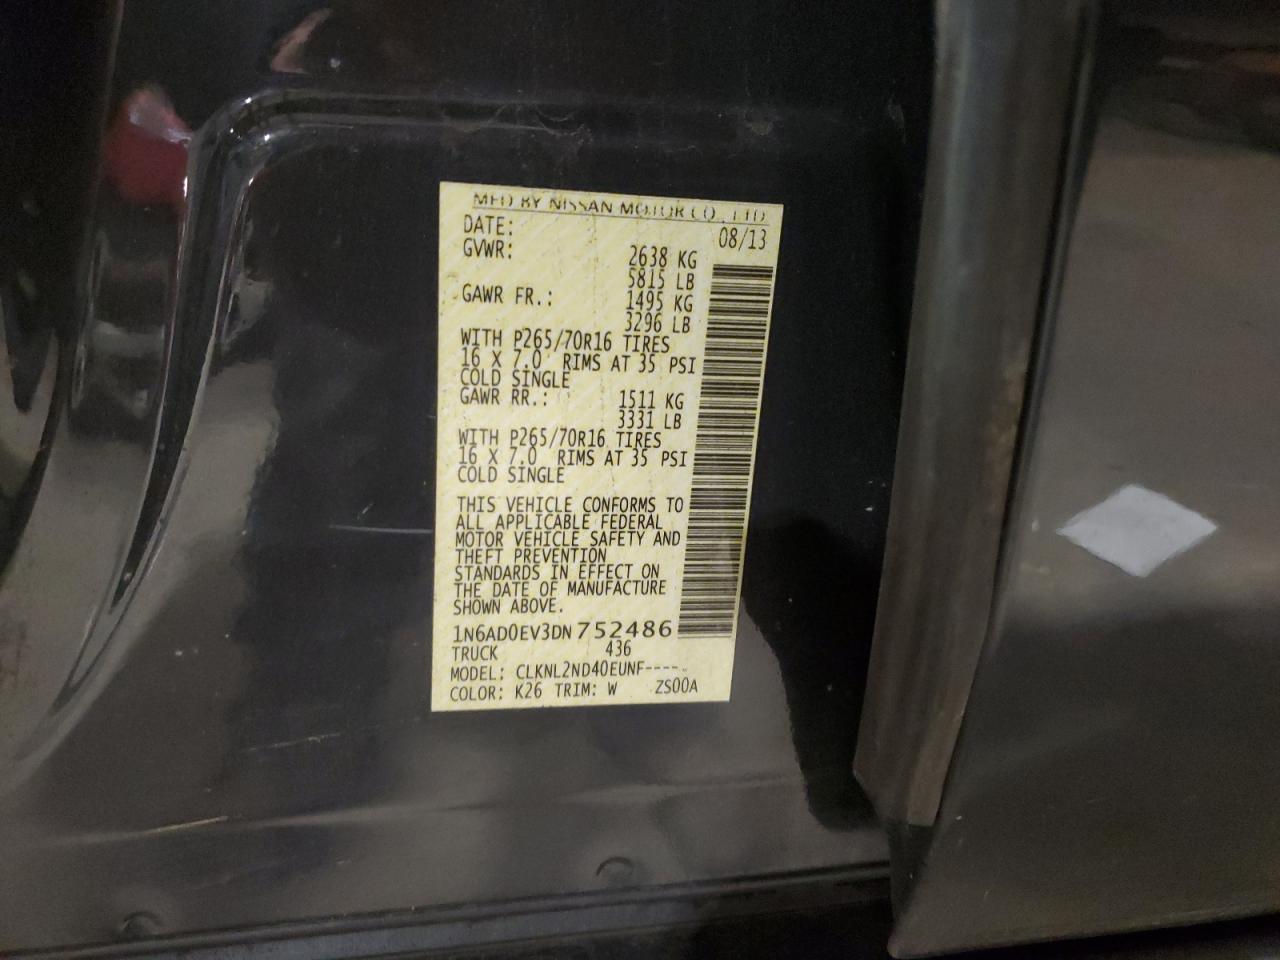 MFD BY NISSAN MOTOR CO., LTD
DATE: 08/13
GVWR: 2638 KG
5815 LB
GAWR FR.: 1495 KG
3296 LB
WITH P265/70R16 TIRES
16 X 7.0 RIMS AT 35 PSI
COLD SINGLE
GAWR RR.: 1511 KG
3331 LB
WITH P265/70R16 TIRES
16 X 7.0 RIMS AT 35 PSI
COLD SINGLE
THIS VEHICLE CONFORMS TO
ALL APPLICABLE FEDERAL
MOTOR VEHICLE SAFETY AND
THEFT PREVENTION
STANDARDS IN EFFECT ON
THE DATE OF MANUFACTURE
SHOWN ABOVE.
1N6AD0EV3DN752486
TRUCK 436
MODEL: CLKNL2ND40EUNF-----
COLOR: K26 TRIM: W ZS00A